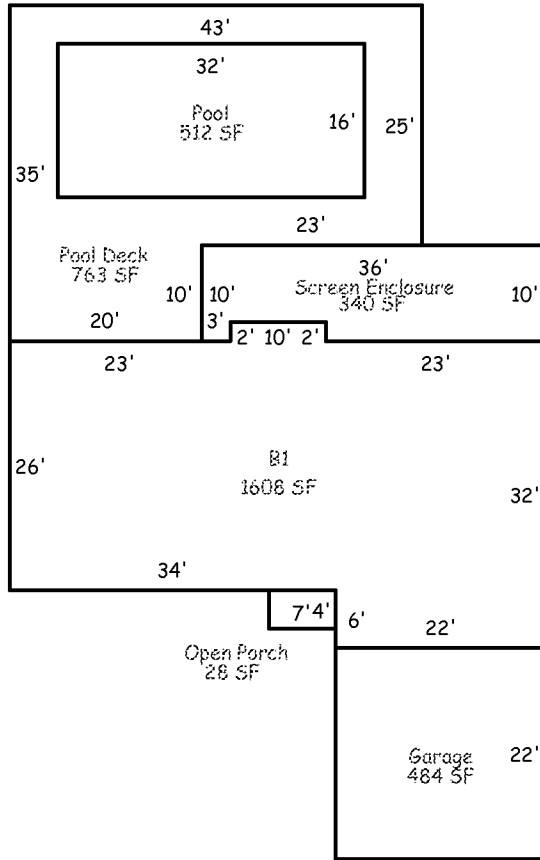 43'
32'
Pool
512 SF
16'
25'
35'
23'
Pool Deck
763 SF
36'
Screen Enclosure
340 SF
10'
10'
10'
20'
3'
2'
10'
2'
23'
23'
26'
B1
1608 SF
32'
34'
7'
4'
6'
22'
Open Porch
28 SF
Garage
484 SF
22'